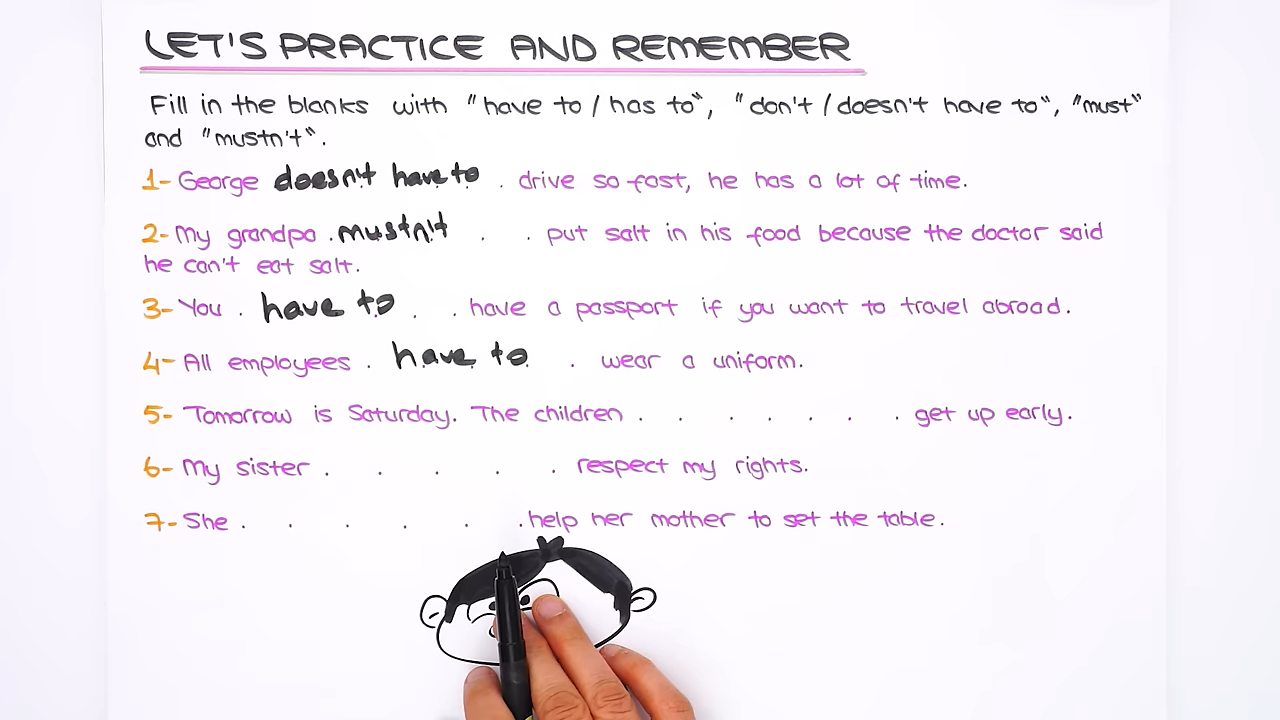 LET'S PRACTICE AND REMEMBER
Fill in the blanks with "have to / has to", "don't / doesn't have to", "must"
and "mustn't".
1- George doesn't have to . drive so fast, he has a lot of time.
2- My grandpa . mustn't . . put salt in his food because the doctor said
he can't eat salt.
3- You . have to . . have a passport if you want to travel abroad.
4- All employees . have to . wear a uniform.
5- Tomorrow is Saturday. The children . . . . . . . get up early.
6- My sister . . . . . respect my rights.
7- She . . . . . . help her mother to set the table.